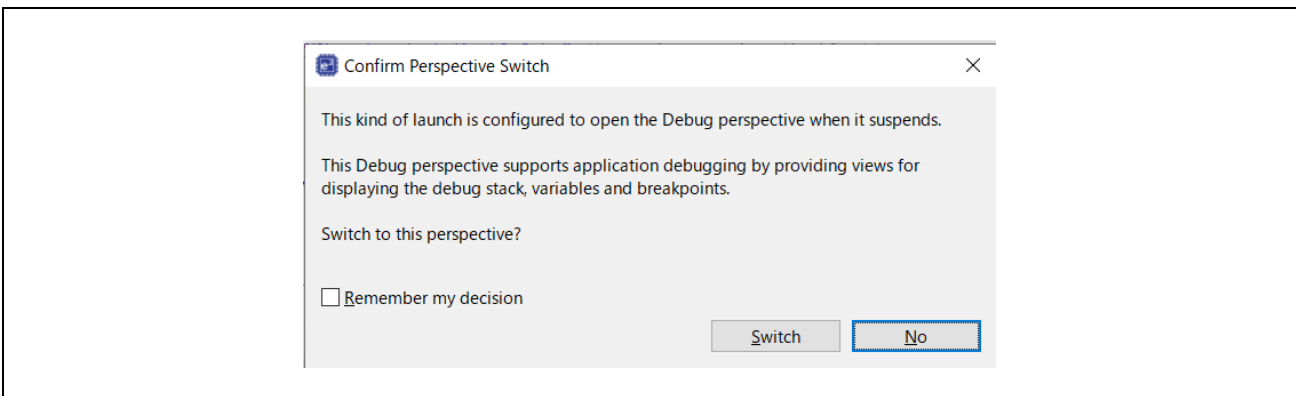 Confirm Perspective Switch
This kind of launch is configured to open the Debug perspective when it suspends.
This Debug perspective supports application debugging by providing views for
displaying the debug stack, variables and breakpoints.
Switch to this perspective?
Remember my decision
Switch
No